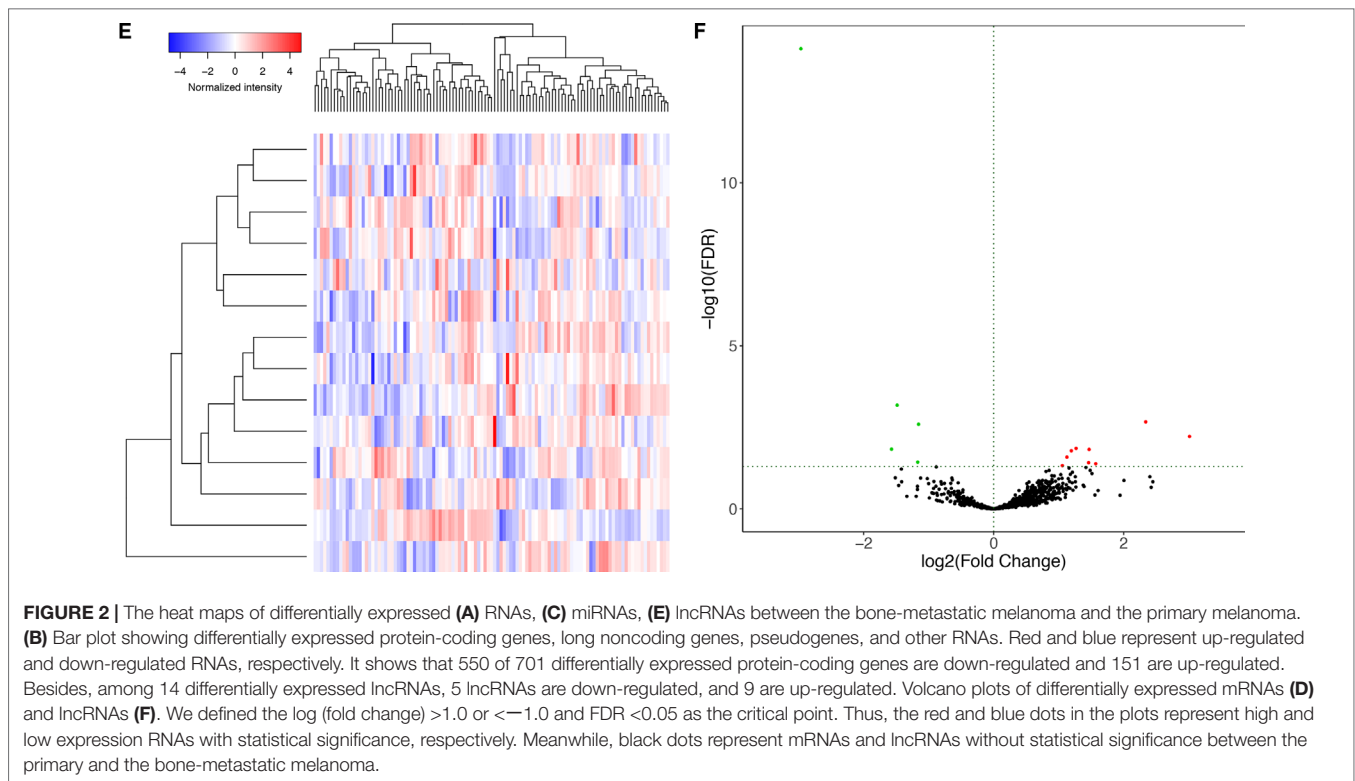 E
F
−4 −2 0 2 4
Normalized intensity
10
5
0
−log10(FDR)
−2 0 2
log2(Fold Change)
FIGURE 2 | The heat maps of differentially expressed (A) RNAs, (C) miRNAs, (E) lncRNAs between the bone-metastatic melanoma and the primary melanoma.
(B) Bar plot showing differentially expressed protein-coding genes, long noncoding genes, pseudogenes, and other RNAs. Red and blue represent up-regulated
and down-regulated RNAs, respectively. It shows that 550 of 701 differentially expressed protein-coding genes are down-regulated and 151 are up-regulated.
Besides, among 14 differentially expressed lncRNAs, 5 lncRNAs are down-regulated, and 9 are up-regulated. Volcano plots of differentially expressed mRNAs (D)
and lncRNAs (F). We defined the log (fold change) >1.0 or <−1.0 and FDR <0.05 as the critical point. Thus, the red and blue dots in the plots represent high and
low expression RNAs with statistical significance, respectively. Meanwhile, black dots represent mRNAs and lncRNAs without statistical significance between the
primary and the bone-metastatic melanoma.